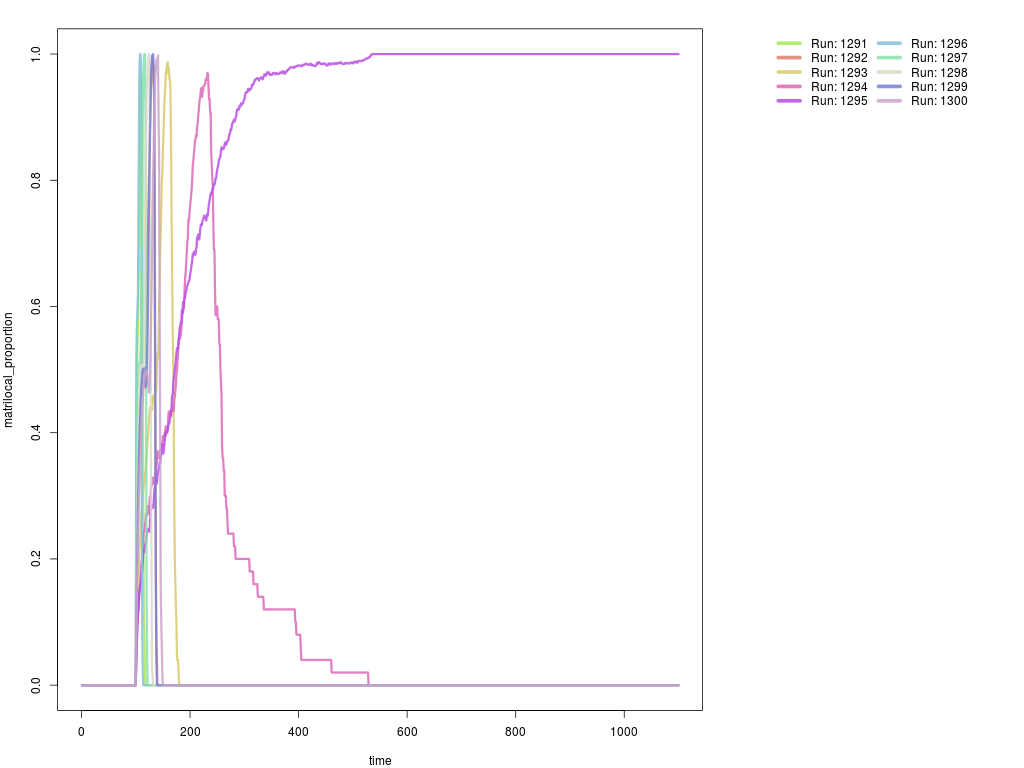 matrilocal_proportion
1.0
0.8
0.6
0.4
0.2
0.0
0 200 400 600 800 1000
time
Run: 1291 Run: 1296
Run: 1292 Run: 1297
Run: 1293 Run: 1298
Run: 1294 Run: 1299
Run: 1295 Run: 1300